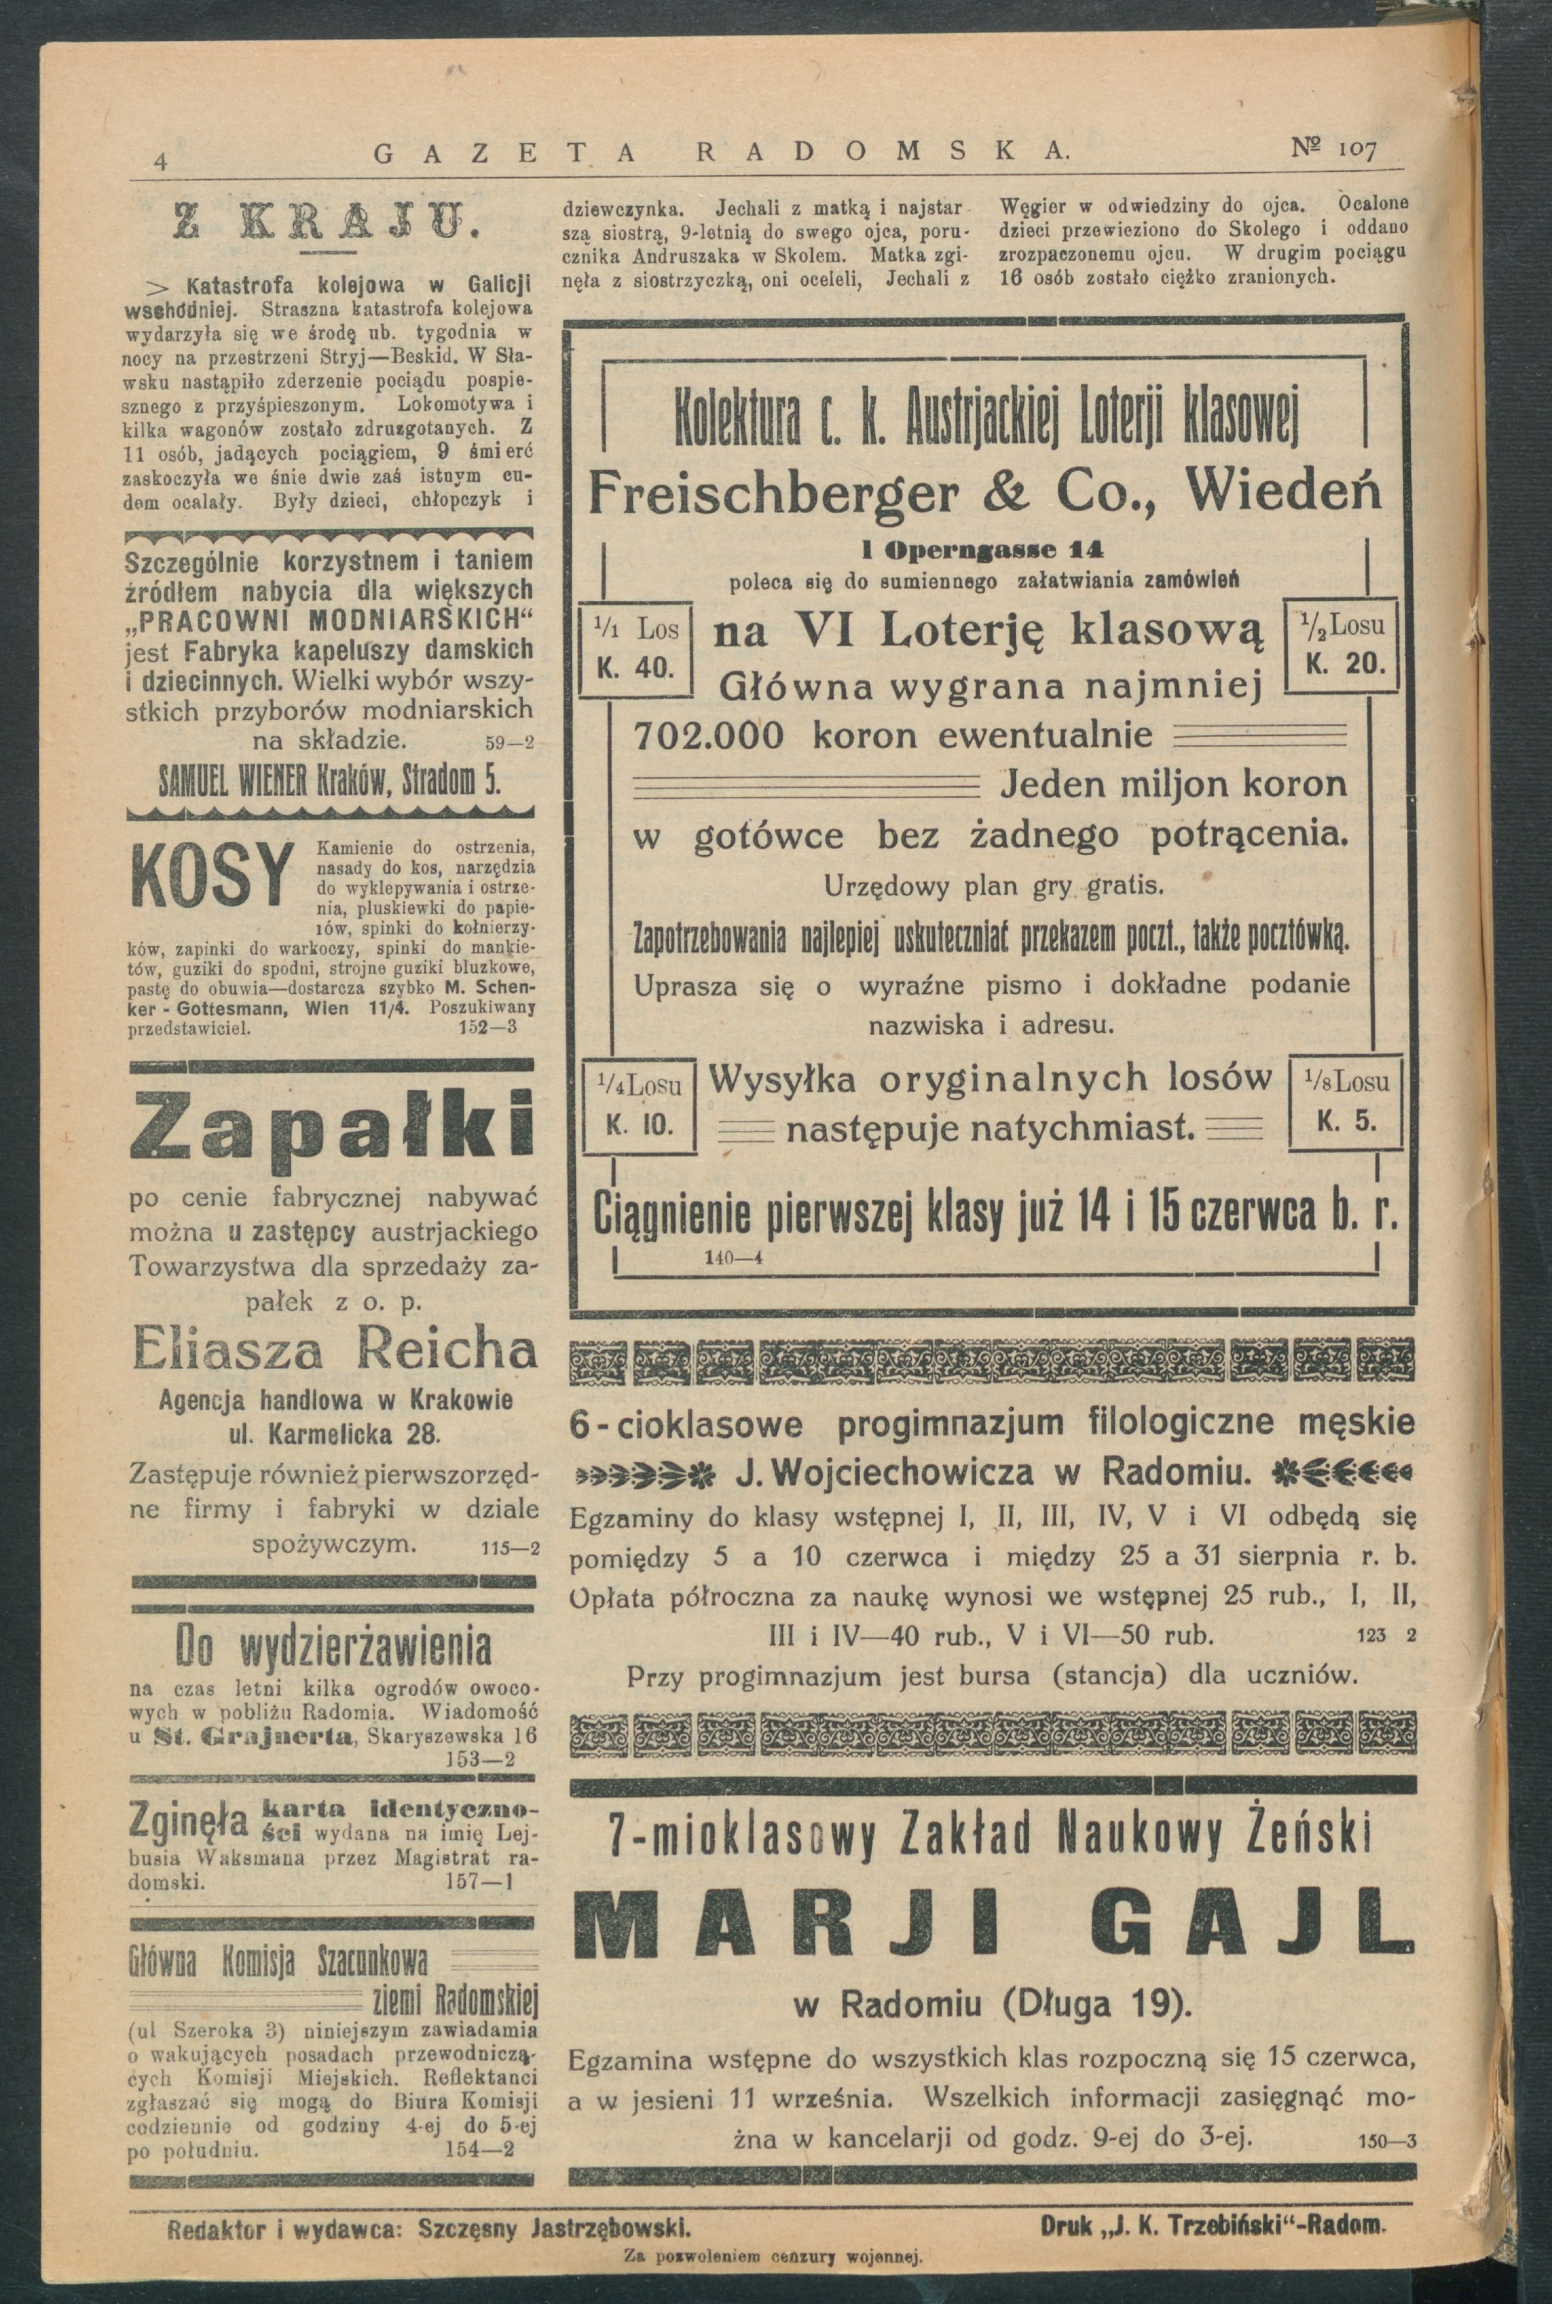 4
GAZETA RADOMSKA.
№ 107
Z KRAJU.
> Katastrofa kolejowa w Galicji
wschódniej. Straszna katastrofa kolejowa
wydarzyła się we środę ub. tygodnia w
nocy na przestrzeni Stryj—Beskid. W Sła-
wsku nastąpiło zderzenie pociądu pospie-
sznego z przyśpieszonym. Lokomotywa i
kilka wagonów zostało zdruzgotanych. Z
11 osób, jadących pociągiem, 9 śmierć
zaskoczyła we śnie dwie zaś istnym cu-
dem ocalały. Były dzieci, chłopczyk i
dziewczynka. Jechali z matką i najstar
szą siostrą, 9-letnią do swego ojca, poru-
cznika Andruszaka w Skolem. Matka zgi-
nęła z siostrzyczką, oni oceleli, Jechali z
Węgier w odwiedziny do ojca. Ocalone
dzieci przewieziono do Skolego i oddano
zrozpaczonemu ojcu. W drugim pociągu
16 osób zostało ciężko zranionych.
Szczególnie korzystnem i taniem
źródłem nabycia dla większych
„PRACOWNI MODNIARSKICH“
jest Fabryka kapeluszy damskich
i dziecinnych. Wielki wybór wszy-
stkich przyborów modniarskich
na składzie. 59—2
SAMUEL WIENER Kraków, Stradom 5.
KOSY
Kamienie do ostrzenia,
nasady do kos, narzędzia
do wyklepywania i ostrze-
nia, pluskiewki do papie-
rów, spinki do kołnierzy-
ków, zapinki do warkoczy, spinki do mankie-
tów, guziki do spodni, strojne guziki bluzkowe,
pastę do obuwia—dostarcza szybko M. Schen-
ker - Gottesmann, Wien 11/4. Poszukiwany
przedstawiciel. 152—3
Zapałki
po cenie fabrycznej nabywać
można u zastępcy austrjackiego
Towarzystwa dla sprzedaży za-
pałek z o. p.
Eliasza Reicha
Agencja handlowa w Krakowie
ul. Karmelicka 28.
Zastępuje również pierwszorzęd-
ne firmy i fabryki w dziale
spożywczym. 115—2
Do wydzierżawienia
na czas letni kilka ogrodów owoco-
wych w pobliżu Radomia. Wiadomość
u St. Grajnerta, Skaryszewska 16
153—2
Zginęła karta identyczno-
ści wydana na imię Lej-
busia Waksmana przez Magistrat ra-
domski. 157—1
Główna Komisja Szacunkowa
ziemi Radomskiej
(ul Szeroka 3) niniejszym zawiadamia
o wakujących posadach przewodniczą-
cych Komisji Miejskich. Reflektanci
zgłaszać się mogą do Biura Komisji
codziennie od godziny 4-ej do 5-ej
po południu. 154—2
Kolektura c. k. Austrjackiej Loterji klasowej
Freischberger & Co., Wiedeń
I Operngasse 14
poleca się do sumiennego załatwiania zamówień
1/1 Los
K. 40.
na VI Loterję klasową
Główna wygrana najmniej
1/2 Losu
K. 20.
702.000 koron ewentualnie
Jeden miljon koron
w gotówce bez żadnego potrącenia.
Urzędowy plan gry gratis.
Zapotrzebowania najlepiej uskuteczniać przekazem poczt., także pocztówką.
Uprasza się o wyraźne pismo i dokładne podanie
nazwiska i adresu.
1/4 Losu
K. 10.
Wysyłka oryginalnych losów
następuje natychmiast.
1/8 Losu
K. 5.
Ciągnienie pierwszej klasy już 14 i 15 czerwca b. r.
140—4
6-cioklasowe progimnazjum filologiczne męskie
J. Wojciechowicza w Radomiu.
Egzaminy do klasy wstępnej I, II, III, IV, V i VI odbędą się
pomiędzy 5 a 10 czerwca i między 25 a 31 sierpnia r. b.
Opłata półroczna za naukę wynosi we wstępnej 25 rub., I, II,
III i IV—40 rub., V i VI—50 rub. 123 2
Przy progimnazjum jest bursa (stancja) dla uczniów.
7-mioklasowy Zakład Naukowy Żeński
MARJI GAJL
w Radomiu (Długa 19).
Egzamina wstępne do wszystkich klas rozpoczną się 15 czerwca,
a w jesieni 11 września. Wszelkich informacji zasięgnąć mo-
żna w kancelarji od godz. 9-ej do 3-ej. 150—3
Redaktor i wydawca: Szczęsny Jastrzębowski.
Druk „J. K. Trzebiński“-Radom.
Za pozwoleniem cenzury wojennej.